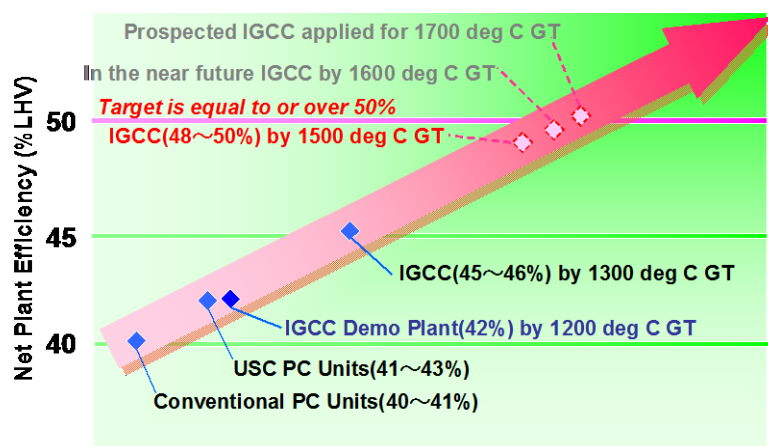 Prospected IGCC applied for 1700 deg C GT
In the near future IGCC by 1600 deg C GT
Target is equal to or over 50%
50
IGCC(48～50%) by 1500 deg C GT
45
IGCC(45～46%) by 1300 deg C GT
IGCC Demo Plant(42%) by 1200 deg C GT
40
USC PC Units(41～43%)
Conventional PC Units(40～41%)
Net Plant Efficiency (% LHV)